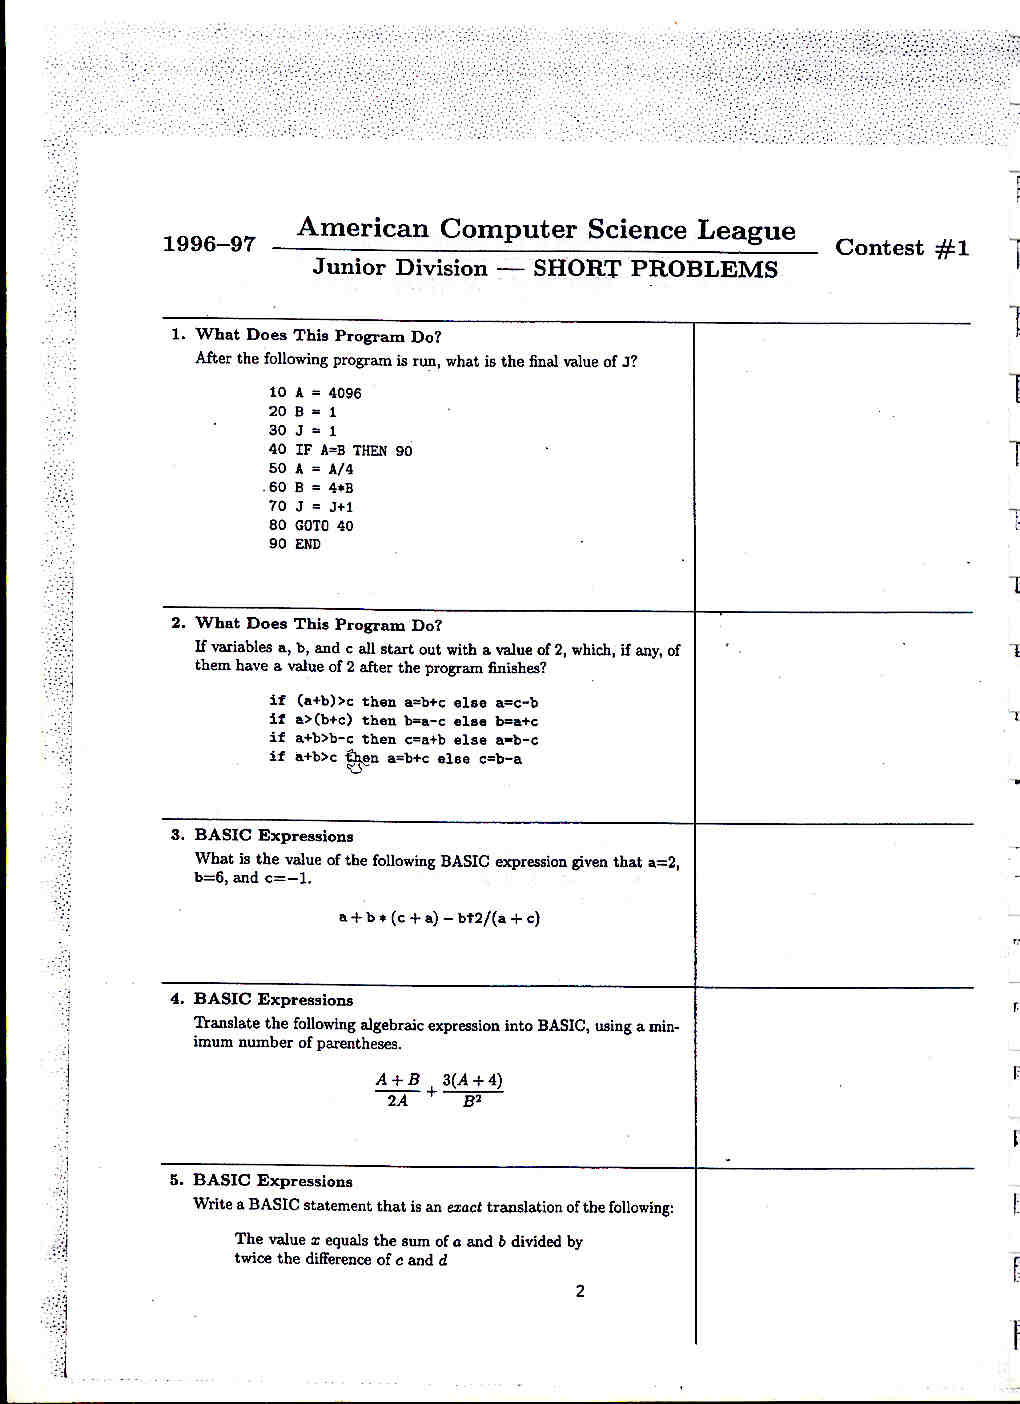 American Computer Science League
1996–97
Contest #1
Junior Division — SHORT PROBLEMS
1. What Does This Program Do?
After the following program is run, what is the final value of J?
10 A = 4096
20 B = 1
30 J = 1
40 IF A=B THEN 90
50 A = A/4
60 B = 4*B
70 J = J+1
80 GOTO 40
90 END
2. What Does This Program Do?
If variables a, b, and c all start out with a value of 2, which, if any, of
them have a value of 2 after the program finishes?
if (a+b)>c then a=b+c else a=c-b
if a>(b+c) then b=a-c else b=a+c
if a+b>b-c then c=a+b else a=b-c
if a+b>c then a=b+c else c=b-a
3. BASIC Expressions
What is the value of the following BASIC expression given that a=2,
b=6, and c=−1.
a + b * (c + a) − b↑2/(a + c)
4. BASIC Expressions
Translate the following algebraic expression into BASIC, using a min-
imum number of parentheses.
A + B   3(A + 4)
+
2A   B²
5. BASIC Expressions
Write a BASIC statement that is an exact translation of the following:
The value x equals the sum of a and b divided by
twice the difference of c and d
2